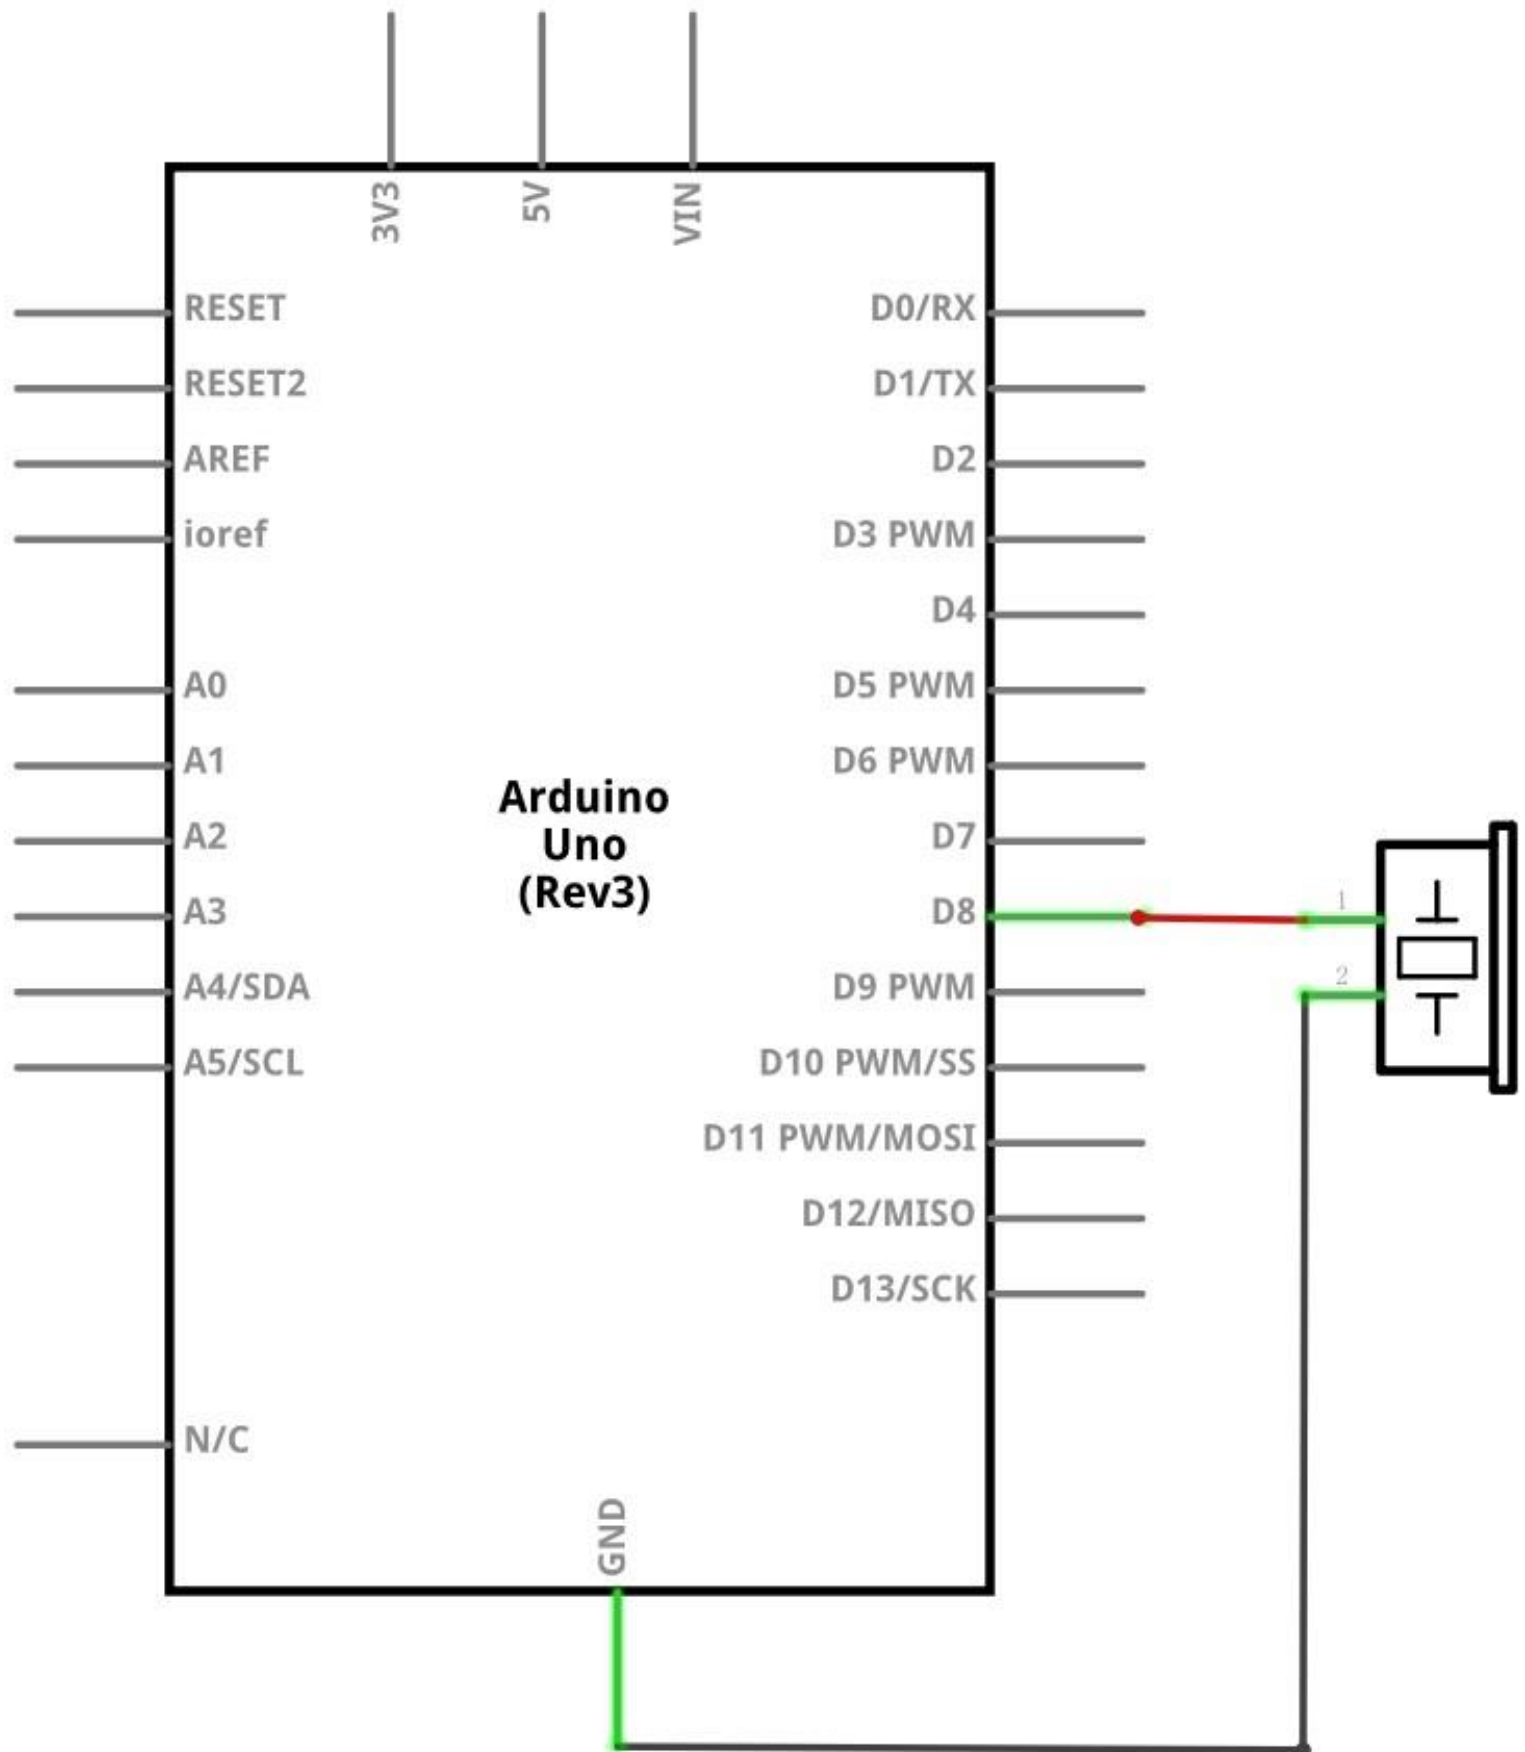 3V3
5V
VIN
RESET
RESET2
AREF
ioref
A0
A1
A2
A3
A4/SDA
A5/SCL
N/C
Arduino
Uno
(Rev3)
D0/RX
D1/TX
D2
D3 PWM
D4
D5 PWM
D6 PWM
D7
D8
D9 PWM
D10 PWM/SS
D11 PWM/MOSI
D12/MISO
D13/SCK
GND
1
2